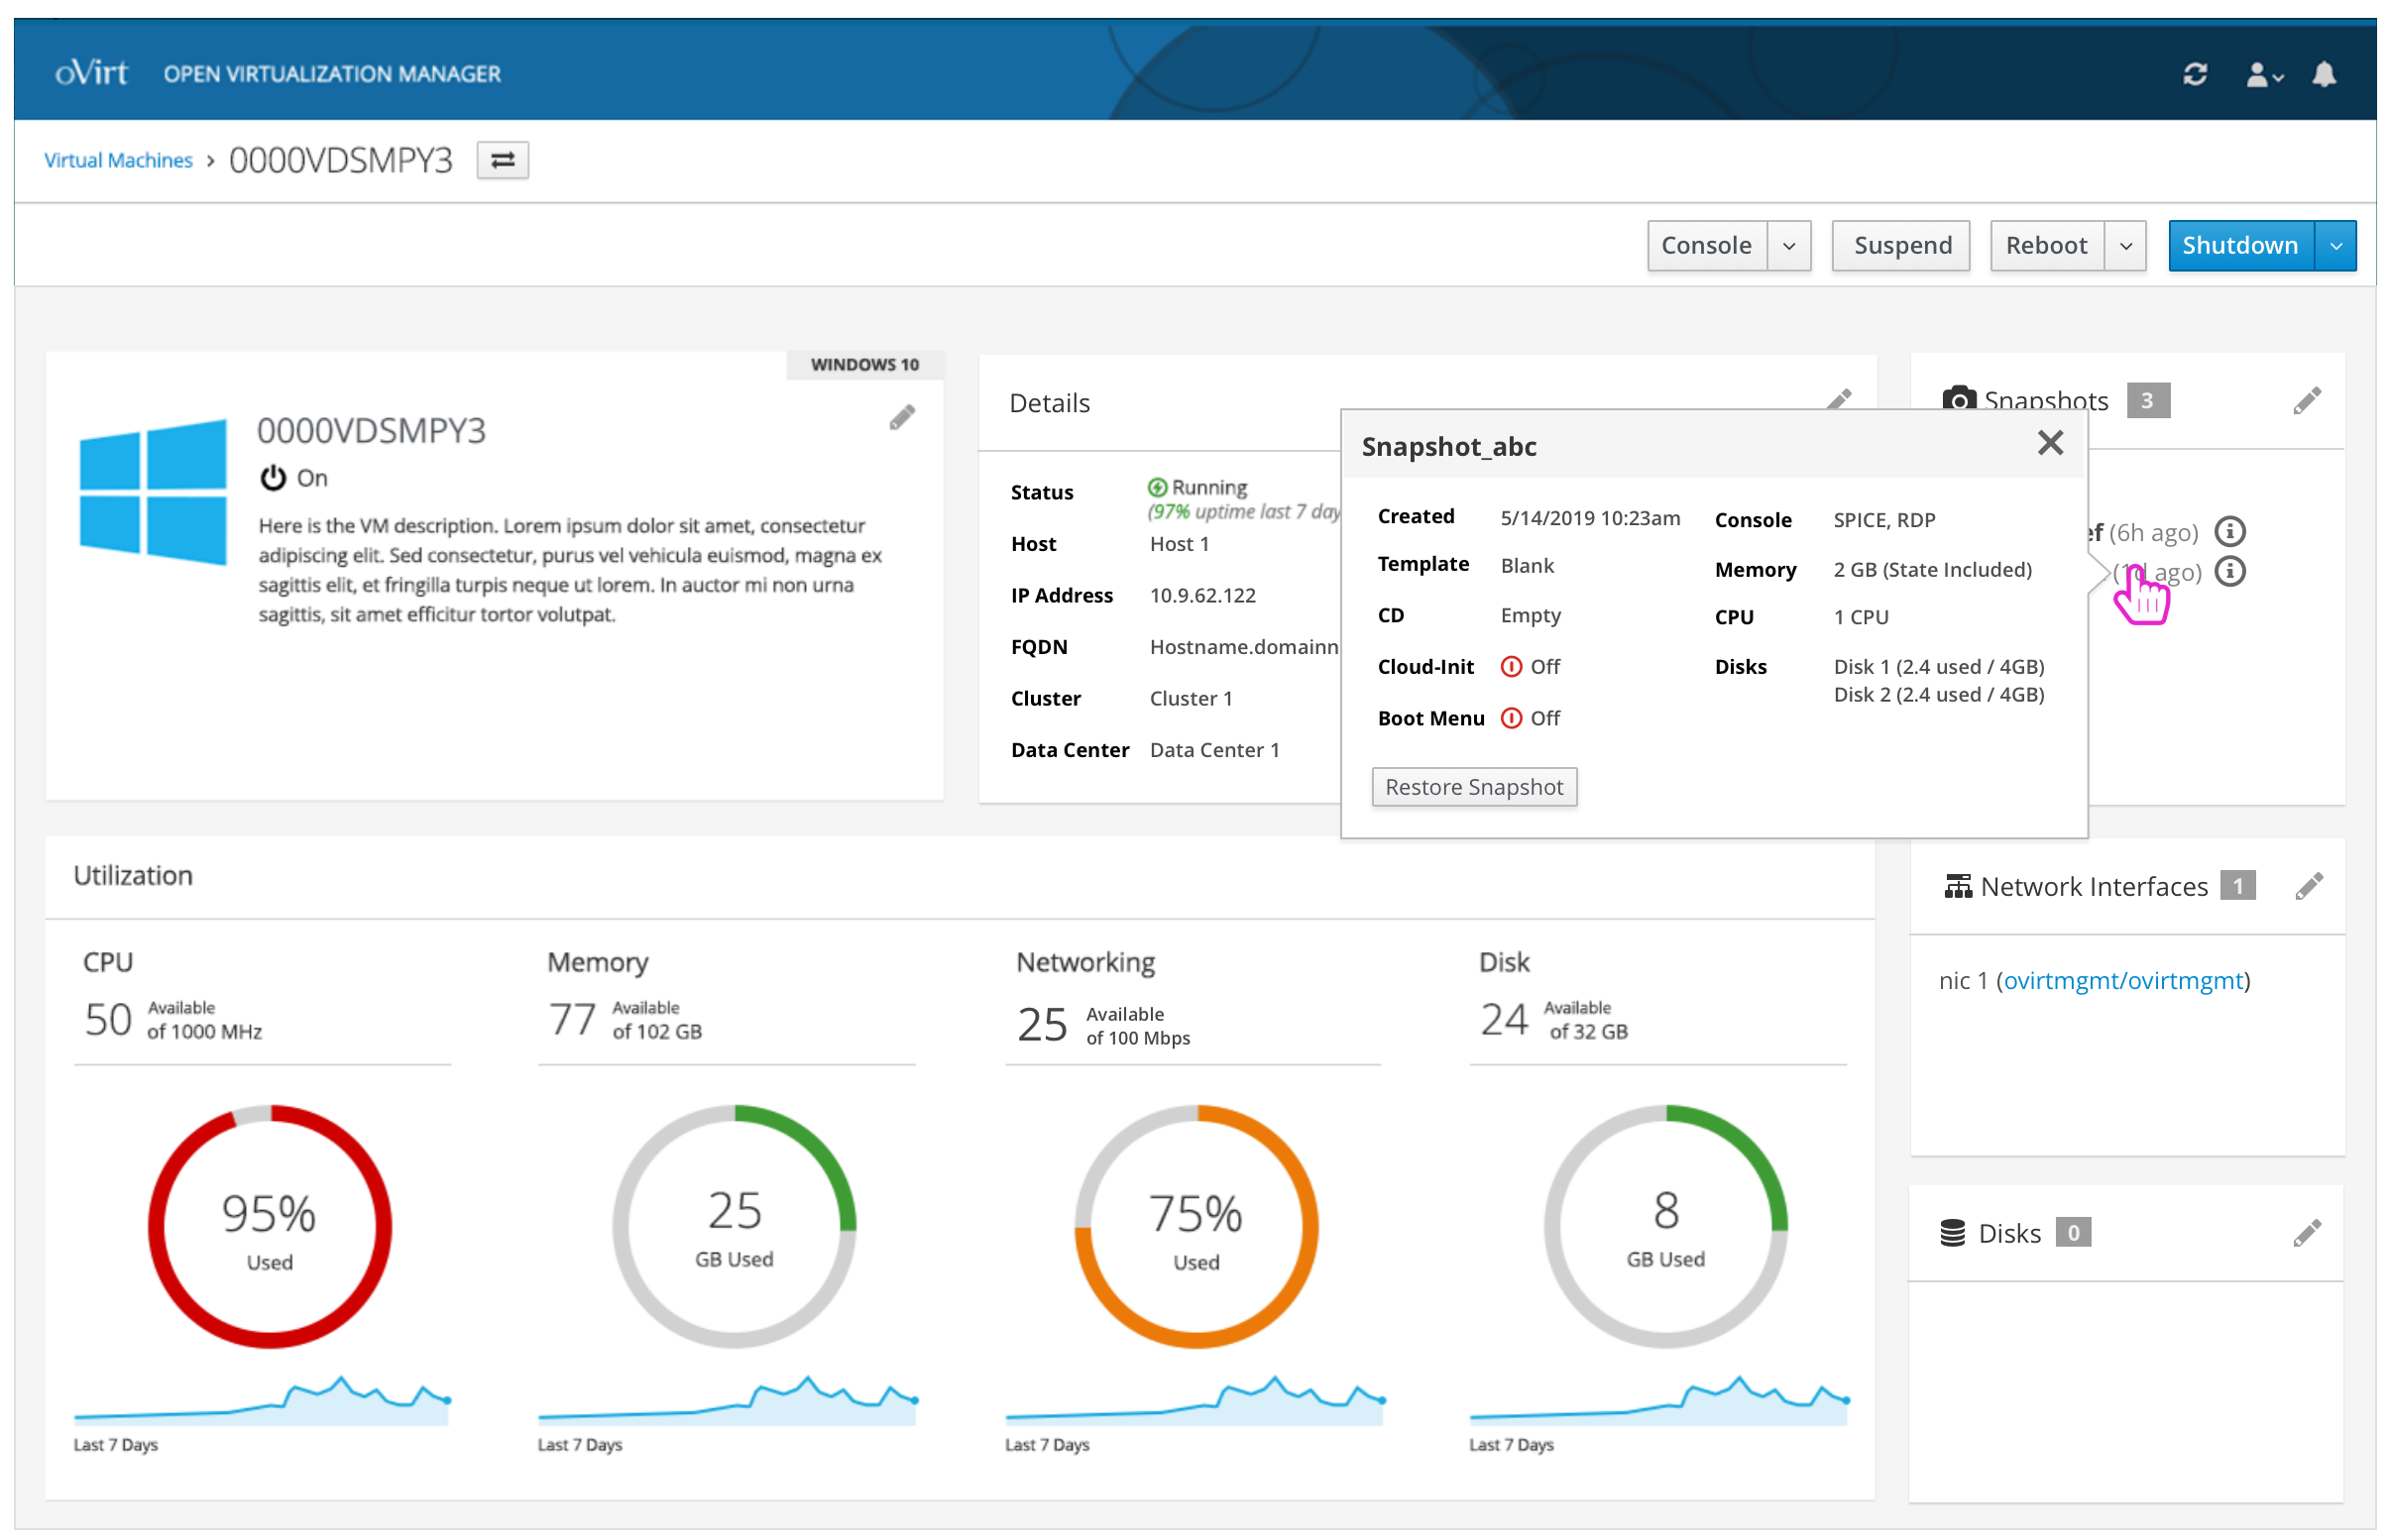 oVirt OPEN VIRTUALIZATION MANAGER
Virtual Machines > 0000VDSMPY3
Console Suspend Reboot Shutdown
WINDOWS 10
0000VDSMPY3
On
Here is the VM description. Lorem ipsum dolor sit amet, consectetur
adipiscing elit. Sed consectetur, purus vel vehicula euismod, magna ex
sagittis elit, et fringilla turpis neque ut lorem. In auctor mi non urna
sagittis, sit amet efficitur tortor volutpat.
Details
Status Running
(97% uptime last 7 day
Host Host 1
IP Address 10.9.62.122
FQDN Hostname.domainn
Cluster Cluster 1
Data Center Data Center 1
Snapshots 3
ef (6h ago)
(1d ago)
Snapshot_abc
Created 5/14/2019 10:23am
Template Blank
CD Empty
Cloud-Init Off
Boot Menu Off
Console SPICE, RDP
Memory 2 GB (State Included)
CPU 1 CPU
Disks Disk 1 (2.4 used / 4GB)
Disk 2 (2.4 used / 4GB)
Restore Snapshot
Utilization
CPU
50 Available
of 1000 MHz
95%
Used
Last 7 Days
Memory
77 Available
of 102 GB
25
GB Used
Last 7 Days
Networking
25 Available
of 100 Mbps
75%
Used
Last 7 Days
Disk
24 Available
of 32 GB
8
GB Used
Last 7 Days
Network Interfaces 1
nic 1 (ovirtmgmt/ovirtmgmt)
Disks 0